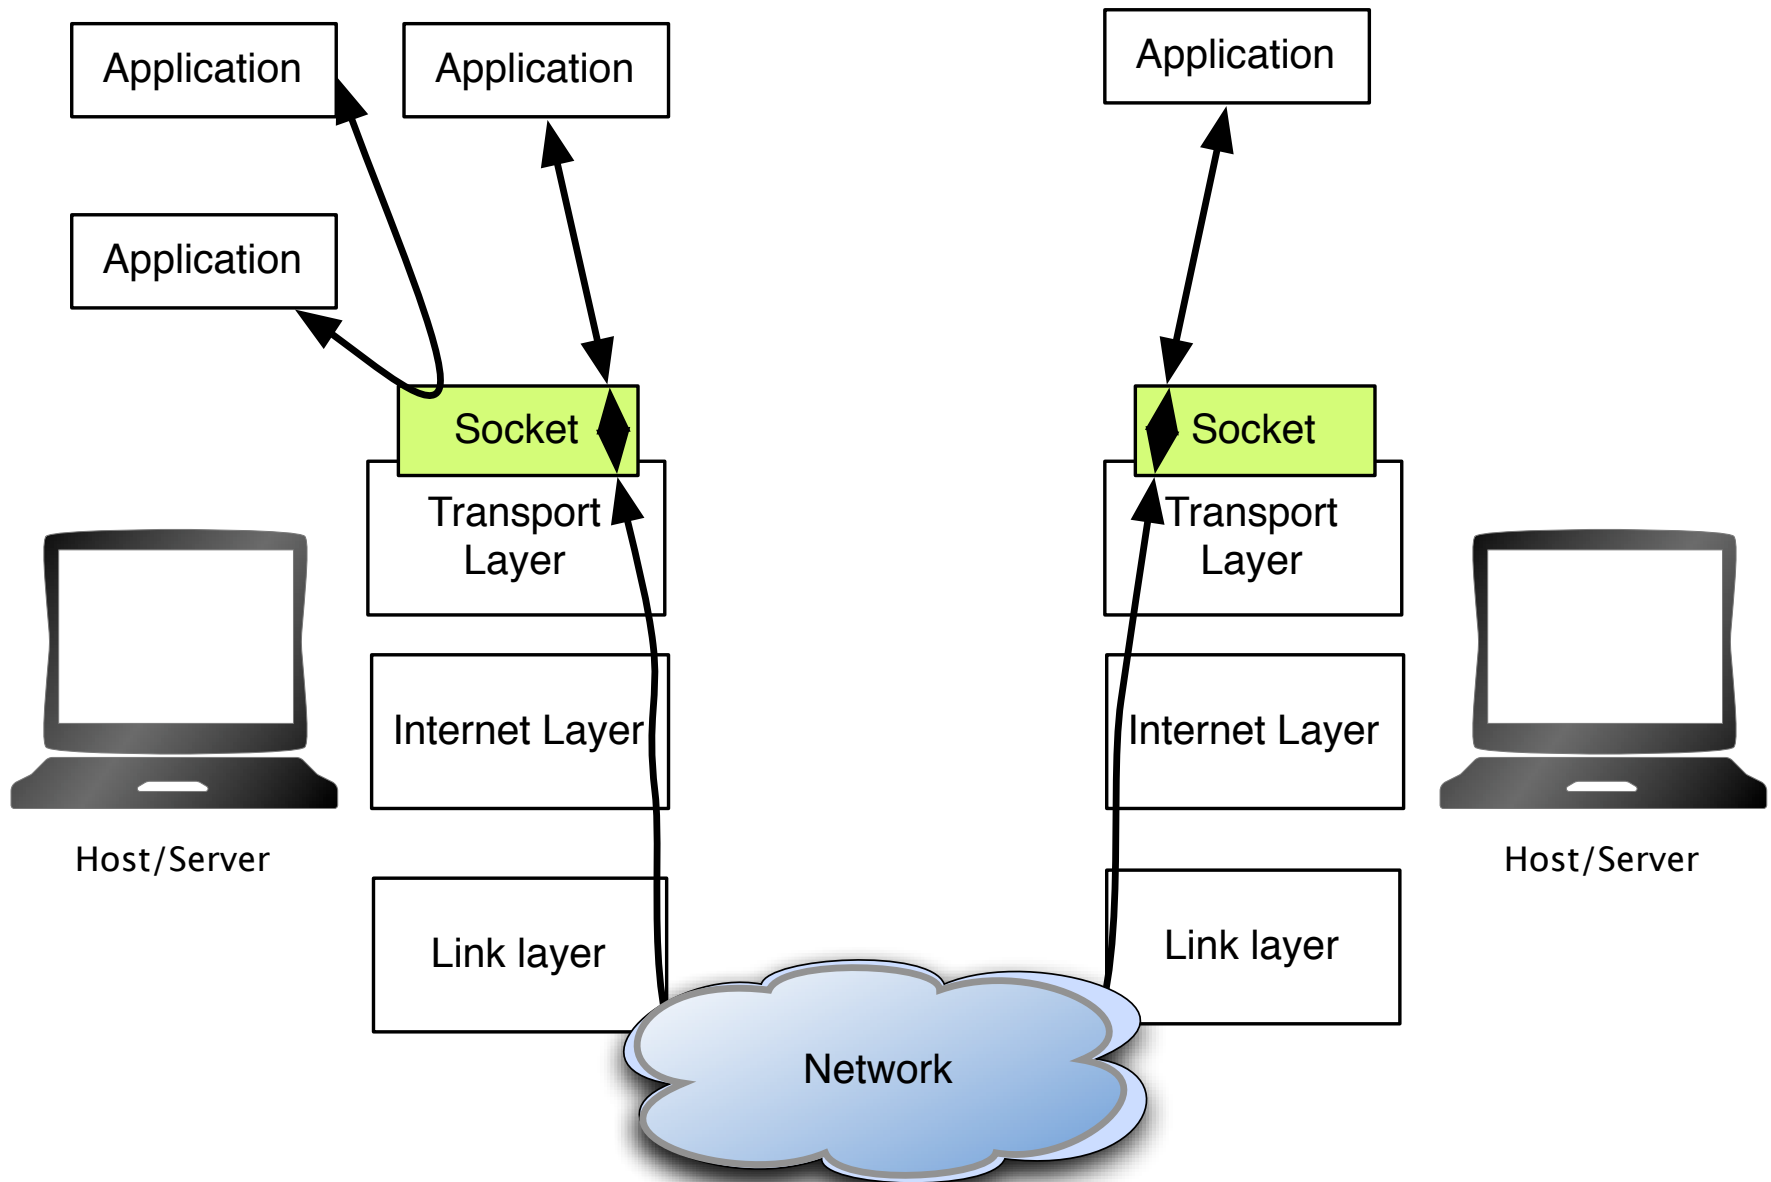 Application
Application
Application
Application
Socket
Socket
Transport
Layer
Transport
Layer
Internet Layer
Internet Layer
Host/Server
Host/Server
Link layer
Link layer
Network